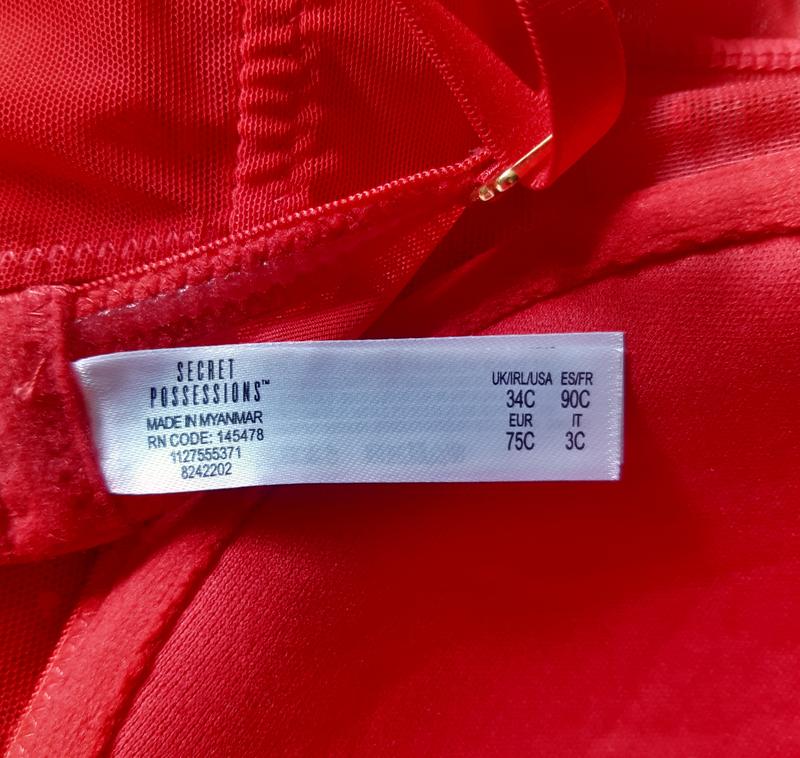 SECRET
POSSESSIONS™
MADE IN MYANMAR
RN CODE: 145478
1127555371
8242202
UK/IRL/USA ES/FR
34C 90C
EUR IT
75C 3C